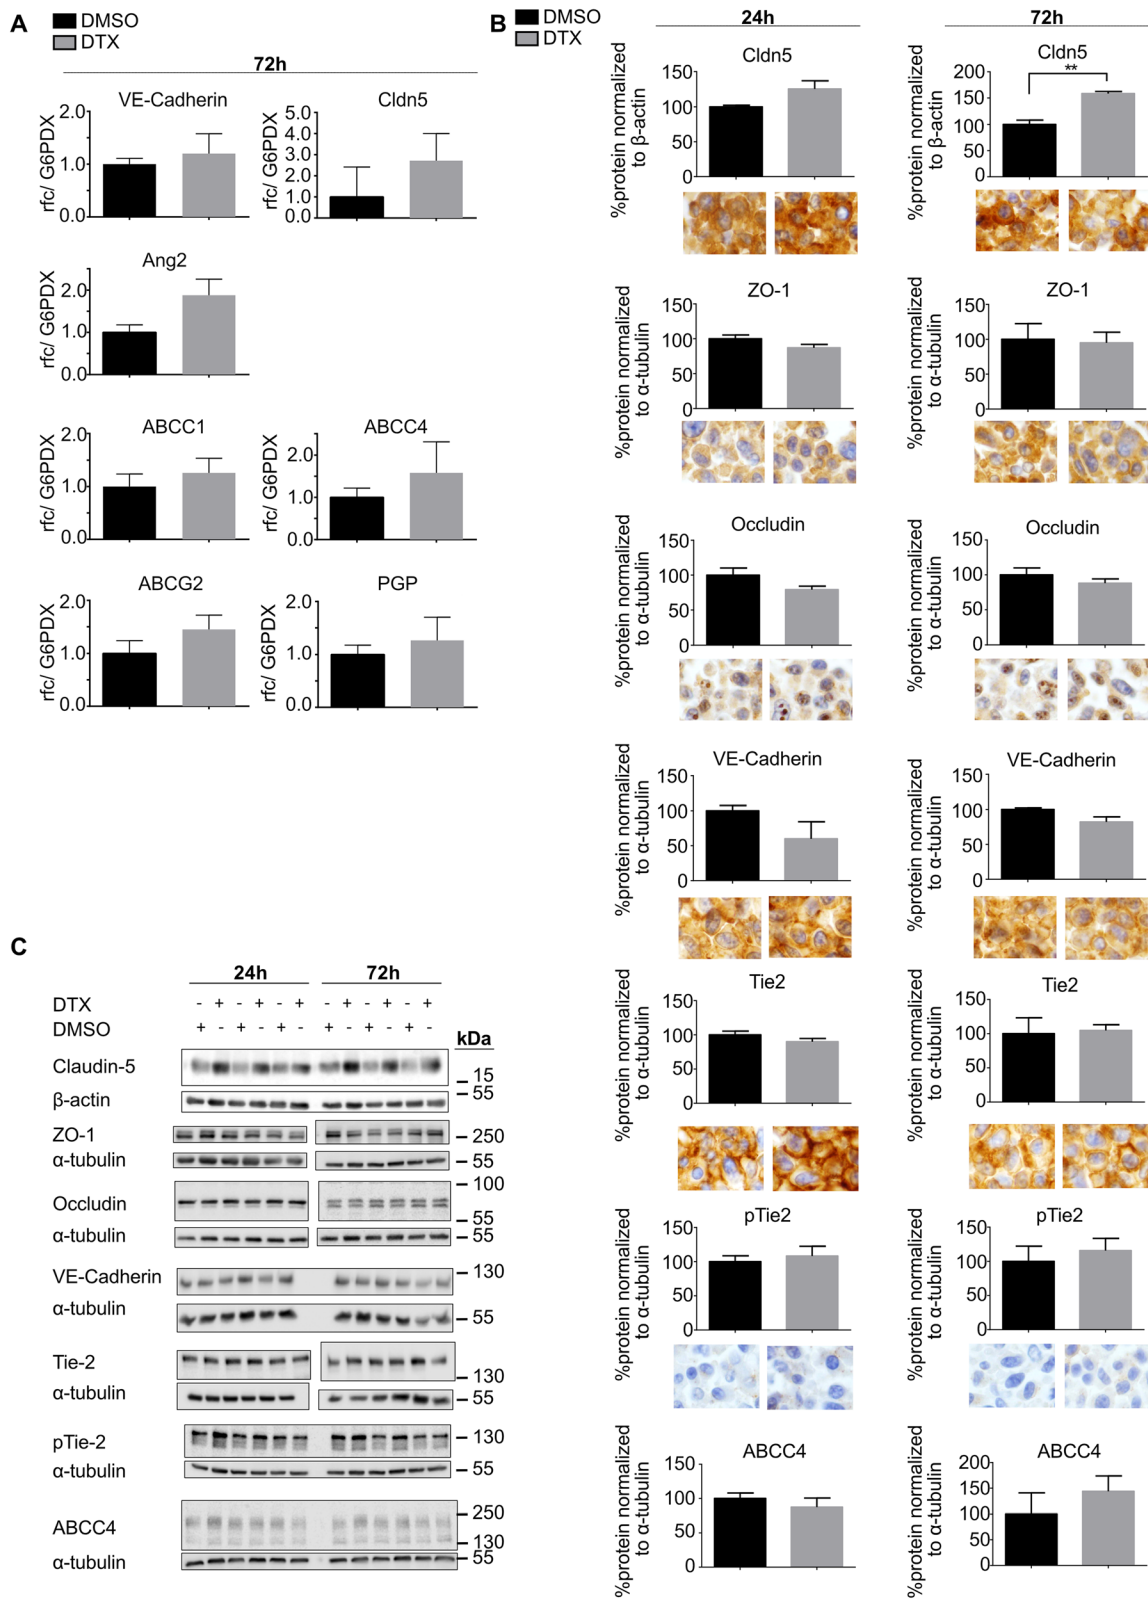 A
DMSO
DTX
72h
VE-Cadherin
rfc/ G6PDX
2.0
1.0
0.0
Cldn5
rfc/ G6PDX
5.0
4.0
3.0
2.0
1.0
0.0
Ang2
rfc/ G6PDX
2.0
1.0
0.0
ABCC1
rfc/ G6PDX
2.0
1.0
0.0
ABCC4
rfc/ G6PDX
2.0
1.0
0.0
ABCG2
rfc/ G6PDX
2.0
1.0
0.0
PGP
rfc/ G6PDX
2.0
1.0
0.0
B
DMSO
DTX
24h
72h
Cldn5
%protein normalized
to β-actin
150
100
50
0
Cldn5
**
%protein normalized
to β-actin
200
150
100
50
0
ZO-1
%protein normalized
to α-tubulin
150
100
50
0
ZO-1
%protein normalized
to α-tubulin
150
100
50
0
Occludin
%protein normalized
to α-tubulin
150
100
50
0
Occludin
%protein normalized
to α-tubulin
150
100
50
0
VE-Cadherin
%protein normalized
to α-tubulin
150
100
50
0
VE-Cadherin
%protein normalized
to α-tubulin
150
100
50
0
Tie2
%protein normalized
to α-tubulin
150
100
50
0
Tie2
%protein normalized
to α-tubulin
150
100
50
0
pTie2
%protein normalized
to α-tubulin
150
100
50
0
pTie2
%protein normalized
to α-tubulin
150
100
50
0
ABCC4
%protein normalized
to α-tubulin
150
100
50
0
ABCC4
%protein normalized
to α-tubulin
200
150
100
50
0
C
24h 72h
DTX - + - + - + - + - + - +
DMSO + - + - + - + - + - + -
kDa
Claudin-5
15
55
β-actin
ZO-1 250
α-tubulin 55
100
Occludin
55
α-tubulin 55
VE-Cadherin 130
α-tubulin 55
Tie-2
130
α-tubulin 55
pTie-2 130
α-tubulin 55
250
ABCC4
130
α-tubulin 55